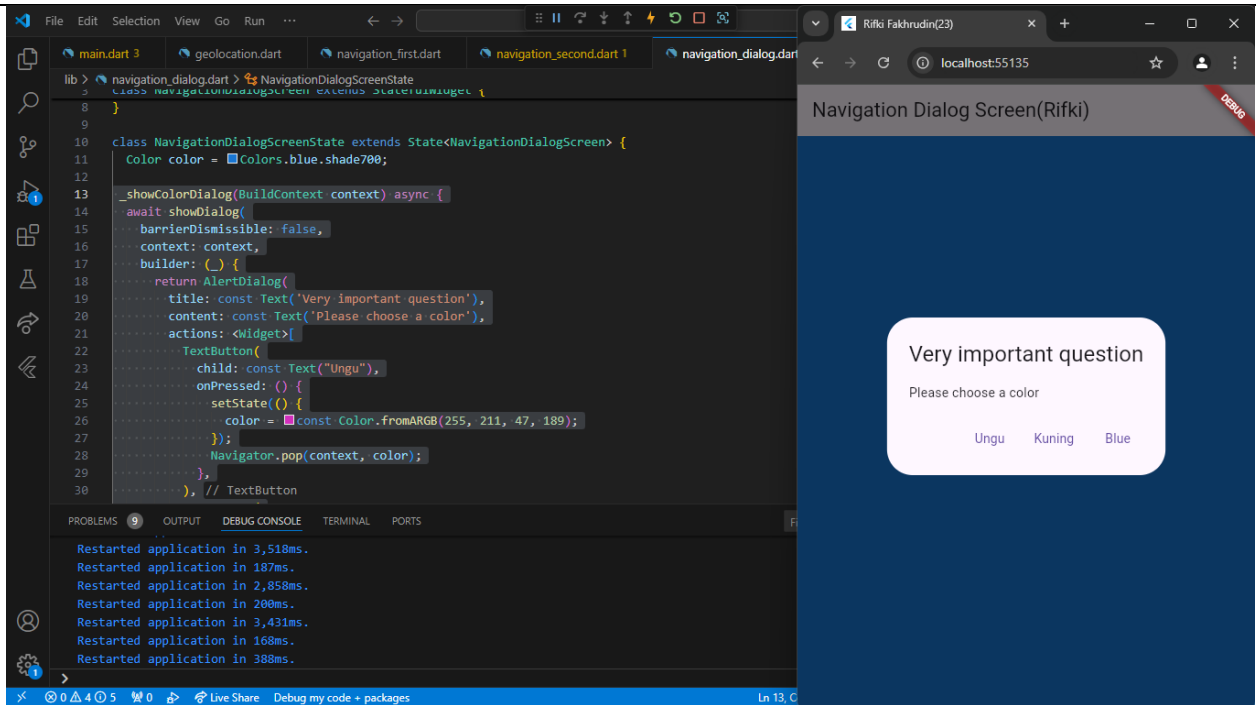 File Edit Selection View Go Run ···
main.dart 3 geolocation.dart navigation_first.dart navigation_second.dart 1 navigation_dialog.dart
lib > navigation_dialog.dart > NavigationDialogScreenState
3 class NavigationDialogScreen extends StatefulWidget {
8 }
9
10 class NavigationDialogScreenState extends State<NavigationDialogScreen> {
11 Color color = Colors.blue.shade700;
12
13 _showColorDialog(BuildContext context) async {
14 await showDialog(
15 barrierDismissible: false,
16 context: context,
17 builder: (_) {
18 return AlertDialog(
19 title: const Text('Very important question'),
20 content: const Text('Please choose a color'),
21 actions: <Widget>[
22 TextButton(
23 child: const Text("Ungu"),
24 onPressed: () {
25 setState(() {
26 color = const Color.fromARGB(255, 211, 47, 189);
27 });
28 Navigator.pop(context, color);
29 },
30 ), // TextButton
PROBLEMS 9 OUTPUT DEBUG CONSOLE TERMINAL PORTS
Restarted application in 3,518ms.
Restarted application in 187ms.
Restarted application in 2,858ms.
Restarted application in 200ms.
Restarted application in 3,431ms.
Restarted application in 168ms.
Restarted application in 388ms.
>
0 4 5 0 Live Share Debug my code + packages Ln 13,
1
1
Rifki Fakhrudin(23)
localhost:55135
Navigation Dialog Screen(Rifki)
DEBUG
Very important question
Please choose a color
Ungu Kuning Blue